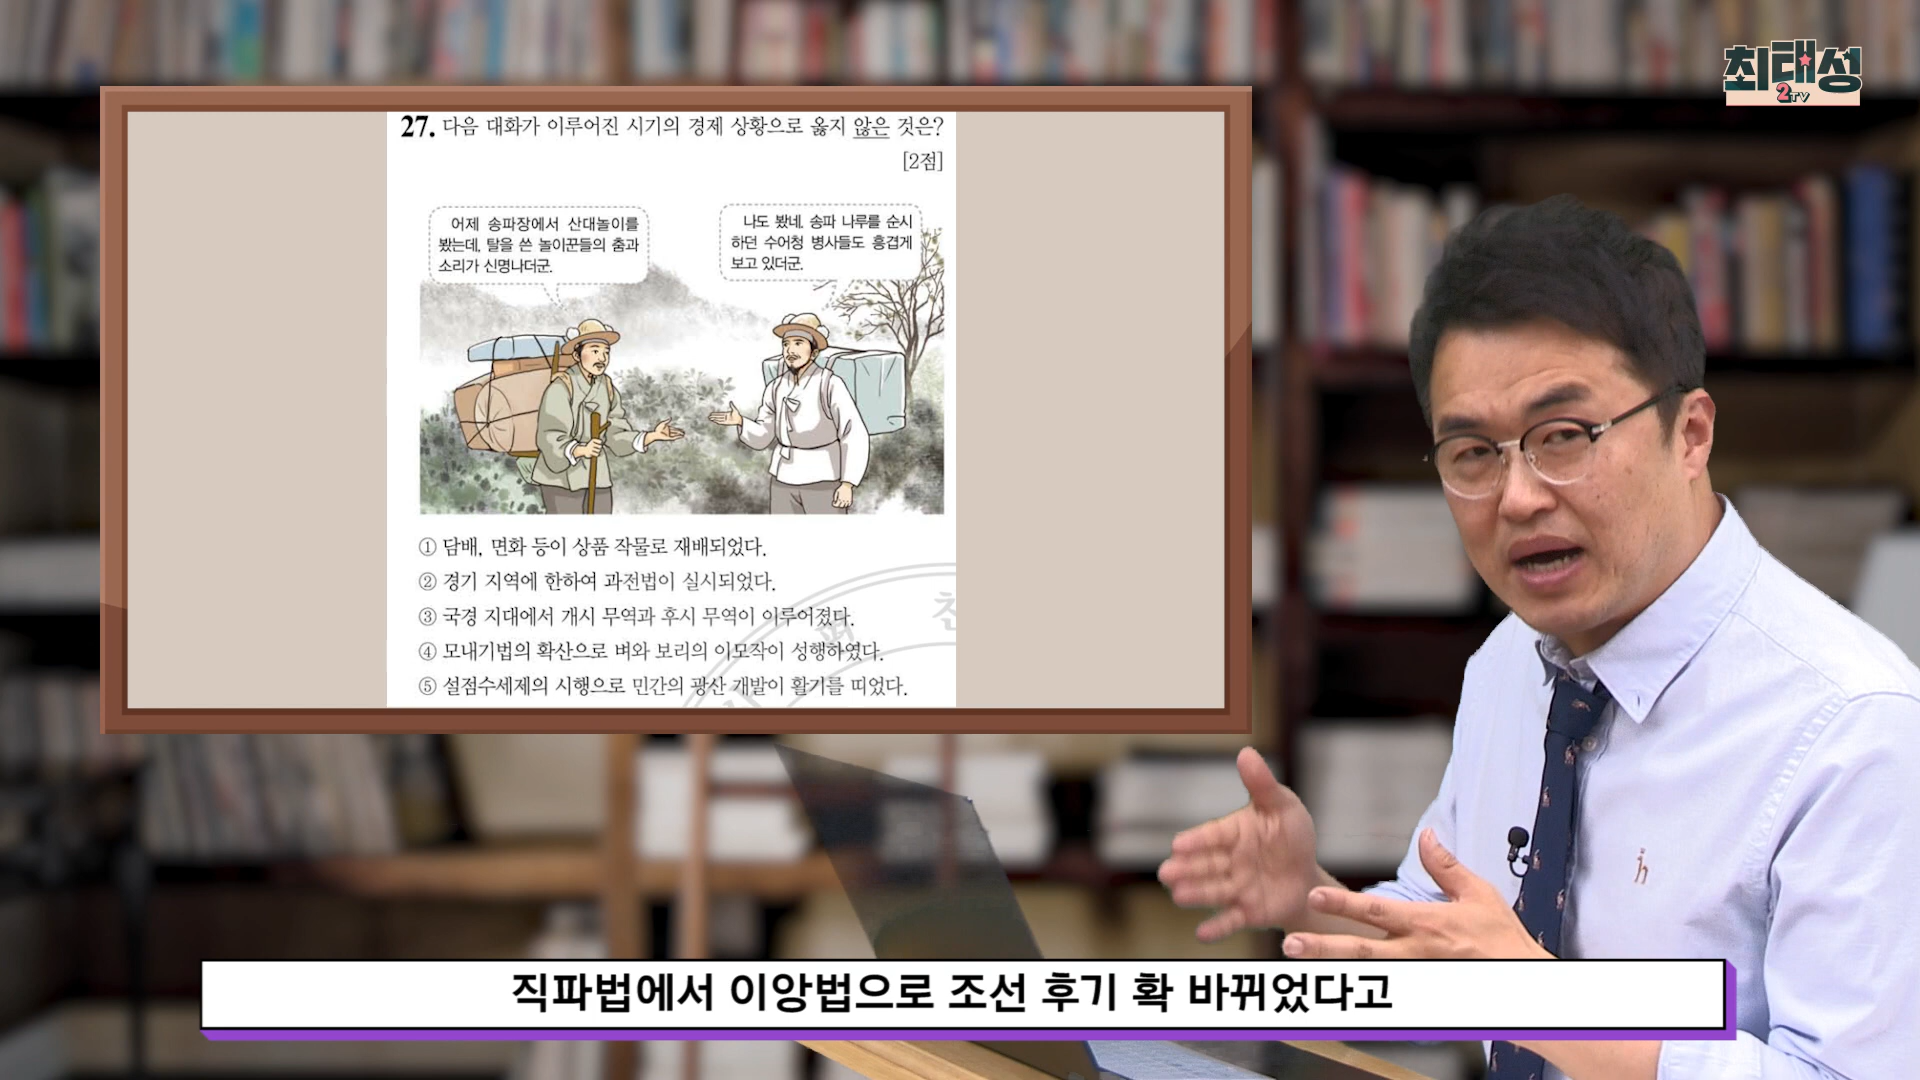 최태성
2TV
27. 다음 대화가 이루어진 시기의 경제 상황으로 옳지 않은 것은?
[2점]
어제 송파장에서 산대놀이를
봤는데, 탈을 쓴 놀이꾼들의 춤과
소리가 신명나더군.
나도 봤네. 송파 나루를 순시
하던 수어청 병사들도 흥겹게
보고 있더군.
① 담배, 면화 등이 상품 작물로 재배되었다.
② 경기 지역에 한하여 과전법이 실시되었다.
③ 국경 지대에서 개시 무역과 후시 무역이 이루어졌다.
④ 모내기법의 확산으로 벼와 보리의 이모작이 성행하였다.
⑤ 설점수세제의 시행으로 민간의 광산 개발이 활기를 띠었다.
직파법에서 이앙법으로 조선 후기 확 바뀌었다고